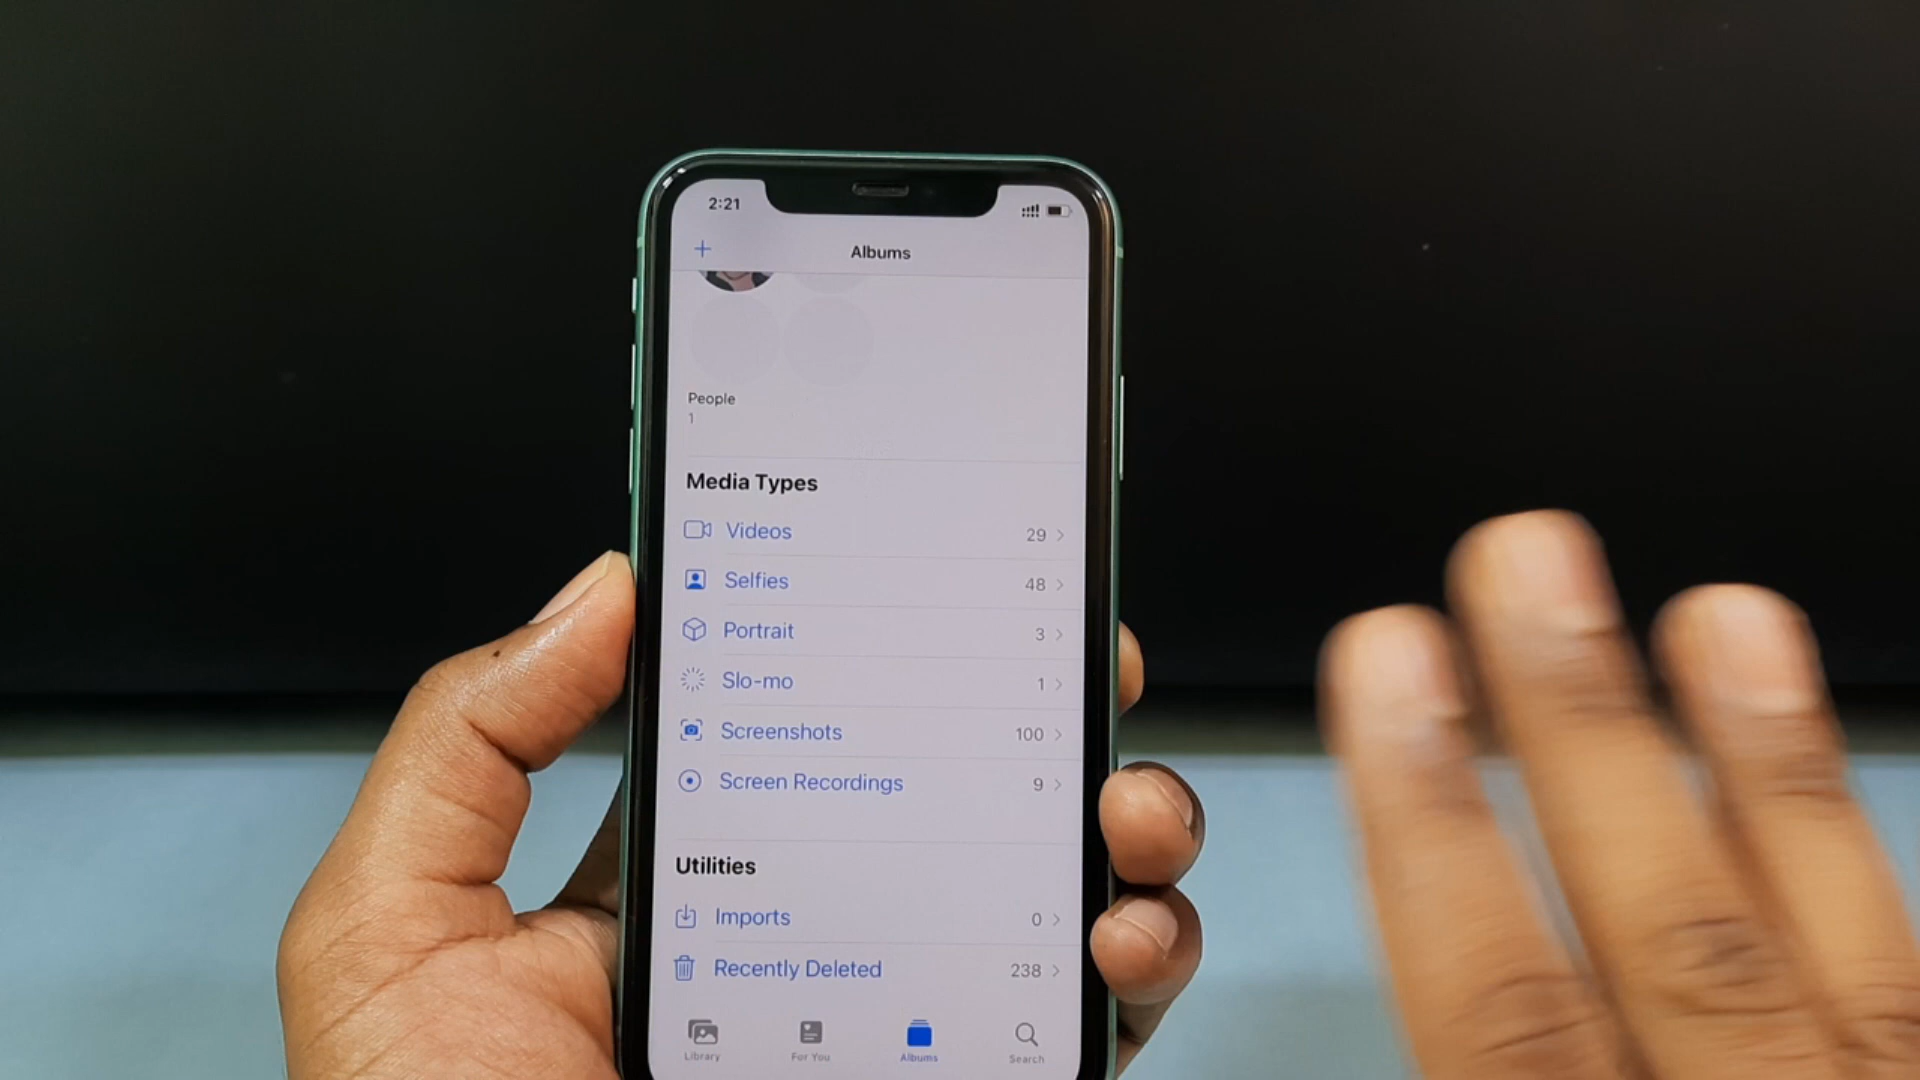 2:21
Albums
People
1
Media Types
Videos 29
Selfies 48
Portrait 3
Slo-mo 1
Screenshots 100
Screen Recordings 9
Utilities
Imports 0
Recently Deleted 238
Library For You Albums Search